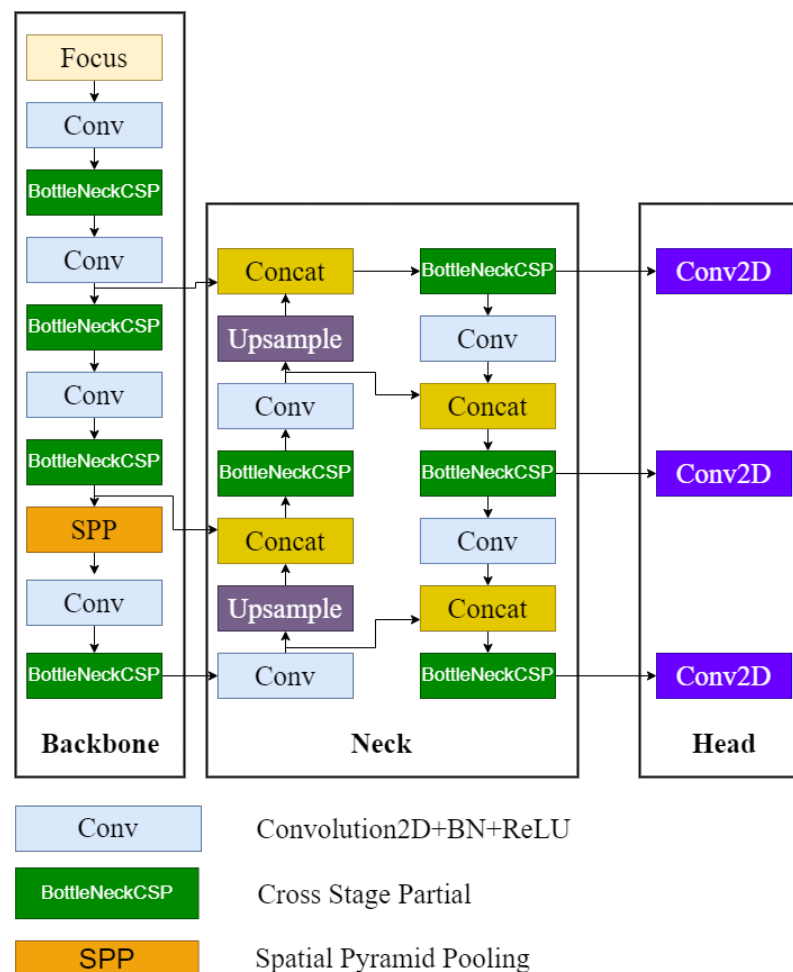 Focus
Conv
BottleNeckCSP
Conv
BottleNeckCSP
Conv
BottleNeckCSP
SPP
Conv
BottleNeckCSP
Backbone
Concat
Upsample
Conv
BottleNeckCSP
Concat
Upsample
Conv
BottleNeckCSP
Conv
Concat
BottleNeckCSP
Conv
Concat
BottleNeckCSP
Neck
Conv2D
Conv2D
Conv2D
Head
Conv
Convolution2D+BN+ReLU
BottleNeckCSP
Cross Stage Partial
SPP
Spatial Pyramid Pooling